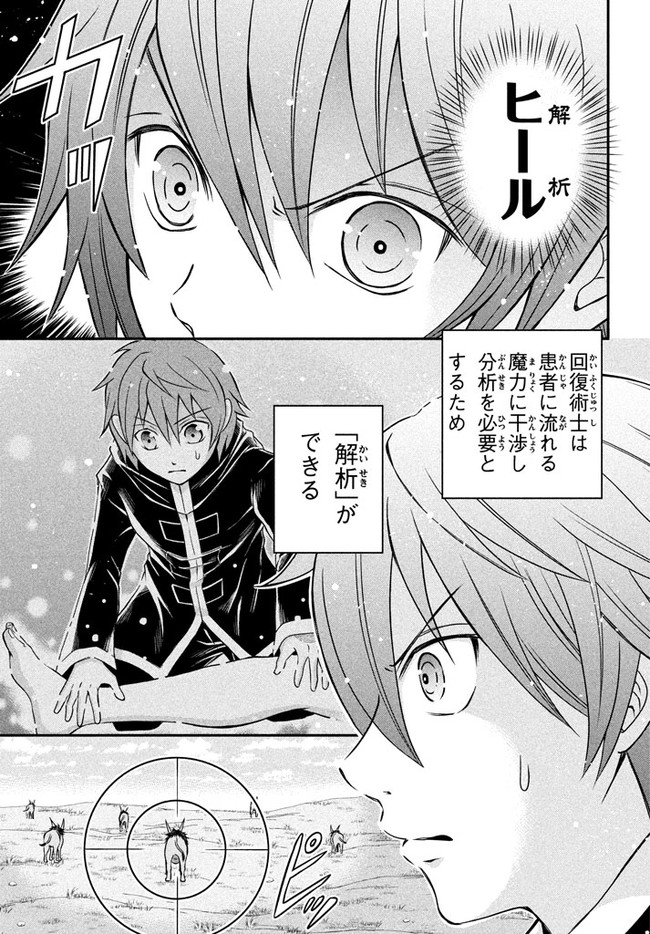 解析
ヒール
カッ
回復術士は
患者に流れる
魔力に干渉し
分析を必要と
するため
「解析」が
できる
ピピッ